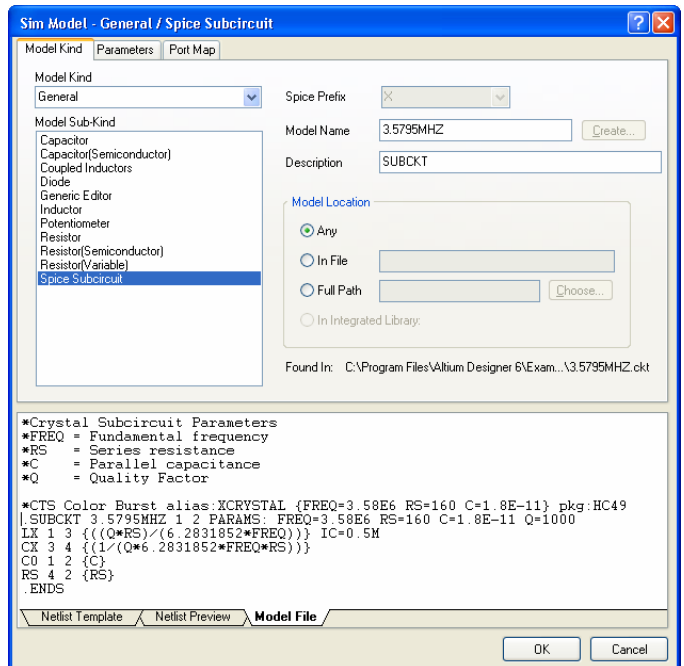 Sim Model - General / Spice Subcircuit
Model Kind Parameters Port Map
Model Kind
General
Spice Prefix X
Model Sub-Kind
Capacitor
Capacitor(Semiconductor)
Coupled Inductors
Diode
Generic Editor
Inductor
Potentiometer
Resistor
Resistor(Semiconductor)
Resistor(Variable)
Spice Subcircuit
Model Name 3.5795MHZ Create...
Description SUBCKT
Model Location
Any
In File
Full Path Choose...
In Integrated Library:
Found In: C:\Program Files\Altium Designer 6\Exam...\3.5795MHZ.ckt
*Crystal Subcircuit Parameters
*FREQ = Fundamental frequency
*RS = Series resistance
*C = Parallel capacitance
*Q = Quality Factor
*CTS Color Burst alias:XCRYSTAL {FREQ=3.58E6 RS=160 C=1.8E-11} pkg:HC49
.SUBCKT 3.5795MHZ 1 2 PARAMS: FREQ=3.58E6 RS=160 C=1.8E-11 Q=1000
LX 1 3 {((Q*RS)/(6.2831852*FREQ))} IC=0.5M
CX 3 4 {(1/(Q*6.2831852*FREQ*RS))}
C0 1 2 {C}
RS 4 2 {RS}
.ENDS
Netlist Template Netlist Preview Model File
OK Cancel